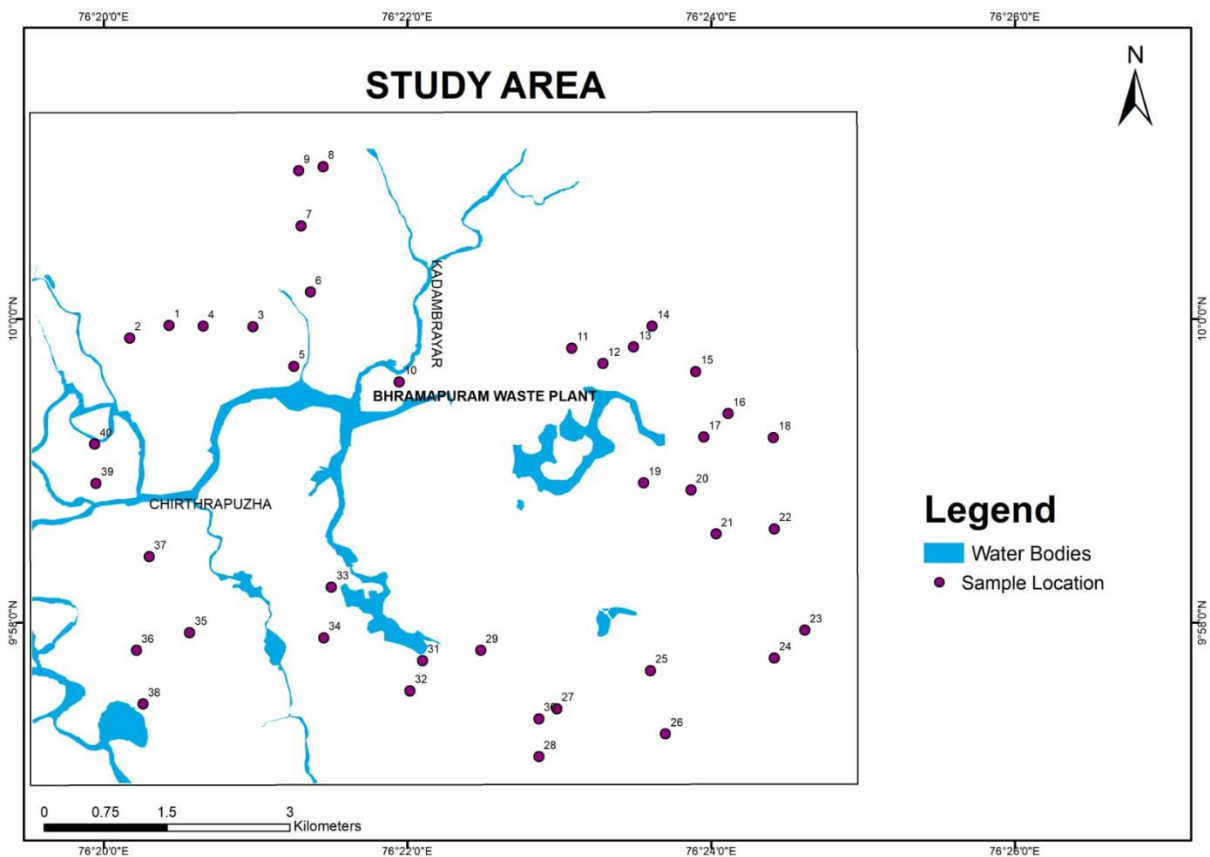 76°20'0"E 76°22'0"E 76°24'0"E 76°26'0"E
N
STUDY AREA
9 8
7
KADAMBRAYAR
6
10°0'0"N 10°0'0"N
2 1 4 3
14
11 12 13
5
15
10
BHRAMAPURAM WASTE PLANT
16
17 18
40
39
19 20
CHIRTHRAPUZHA
21 22
Legend
Water Bodies
Sample Location
37
33
9°58'0"N 9°58'0"N
23
35 34
36 31 29
24
25
32
38
30 27
26
28
0 0.75 1.5 3
Kilometers
76°20'0"E 76°22'0"E 76°24'0"E 76°26'0"E